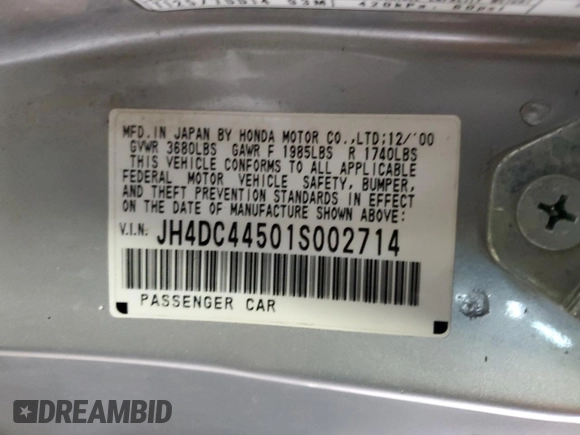 420kPa, 60psi
MFD.IN JAPAN BY HONDA MOTOR CO.,LTD;12/'00
GVWR 3680LBS GAWR F 1985LBS R 1740LBS
THIS VEHICLE CONFORMS TO ALL APPLICABLE
FEDERAL MOTOR VEHICLE SAFETY, BUMPER,
AND THEFT PREVENTION STANDARDS IN EFFECT
ON THE DATE OF MANUFACTURE SHOWN ABOVE.
V.I.N: JH4DC44501S002714
PASSENGER CAR
DREAMBID